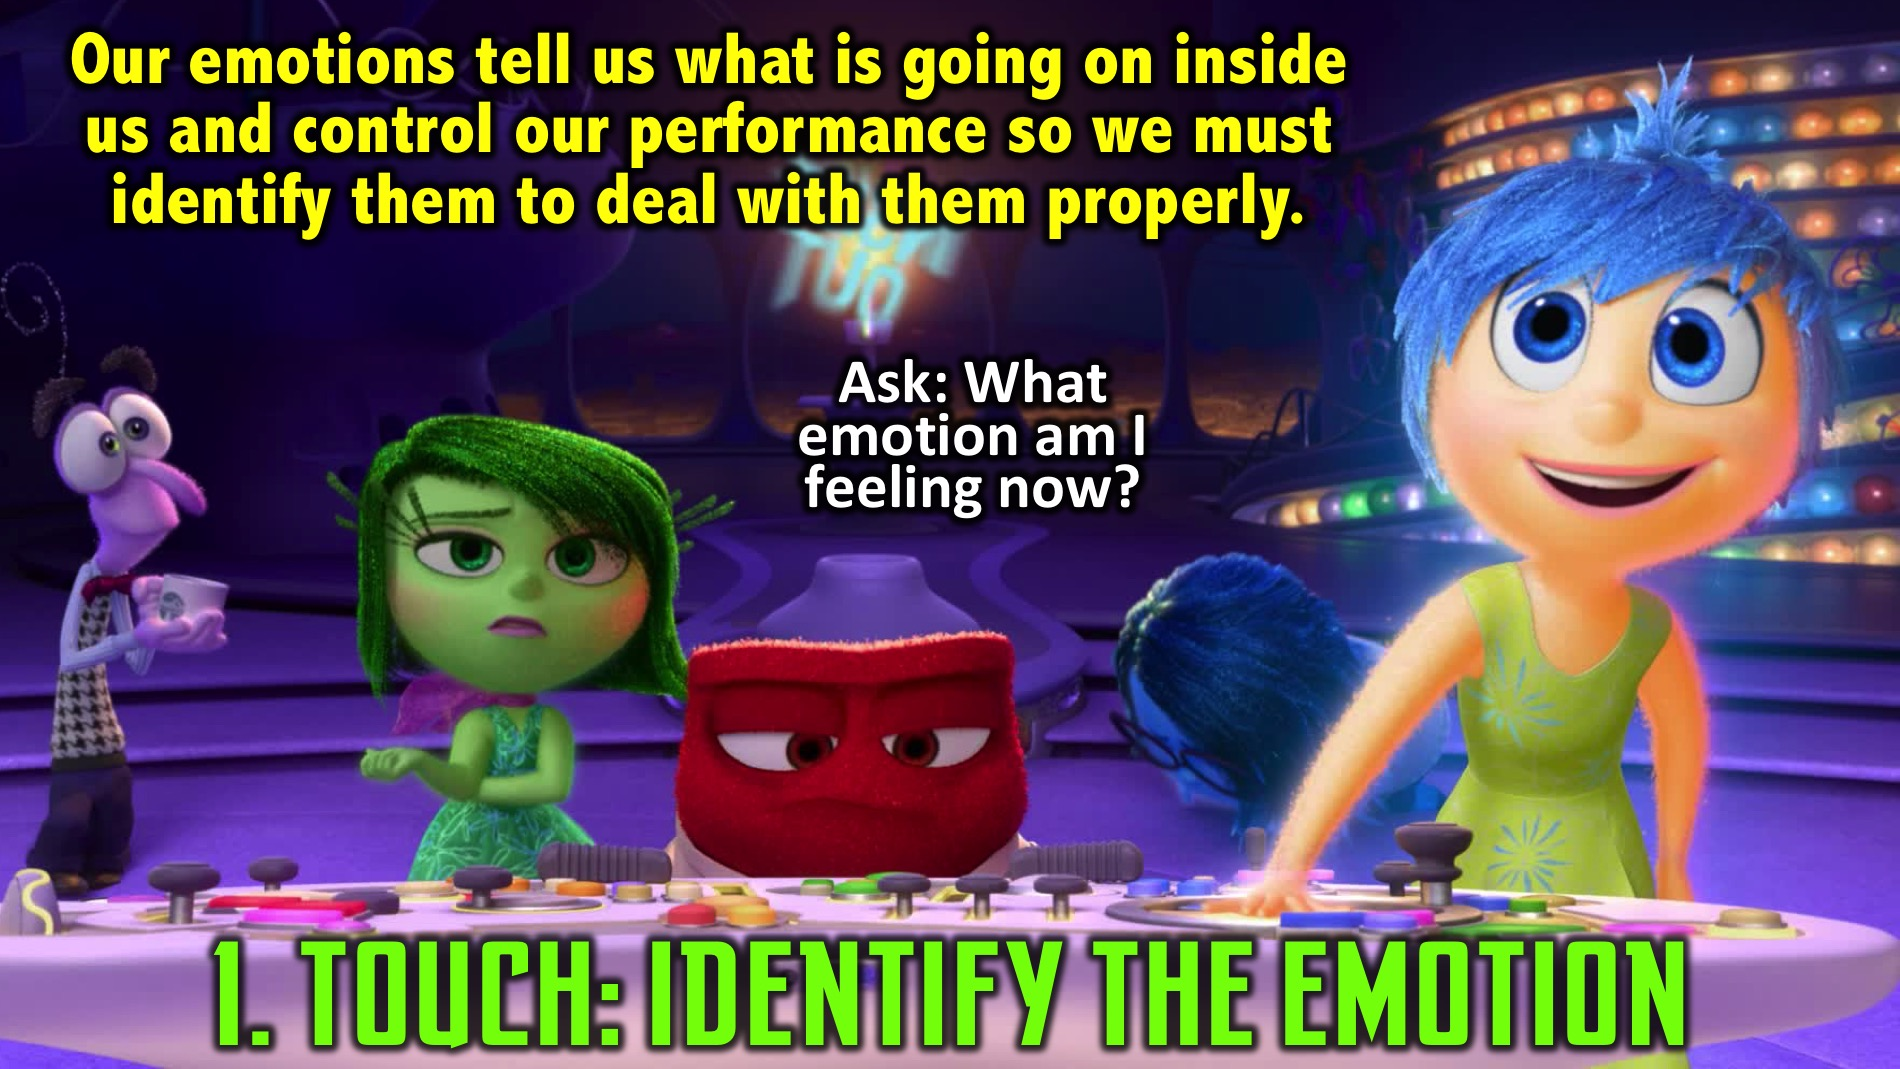 Our emotions tell us what is going on inside
us and control our performance so we must
identify them to deal with them properly.
TUO
Ask: What
emotion am I
feeling now?
1. TOUCH: IDENTIFY THE EMOTION